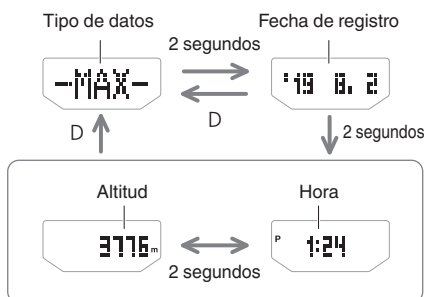 Tipo de datos
Fecha de registro
2 segundos
-MAX-
'19 8. 2
D
D
2 segundos
Altitud
Hora
3776 m
P 1:24
2 segundos